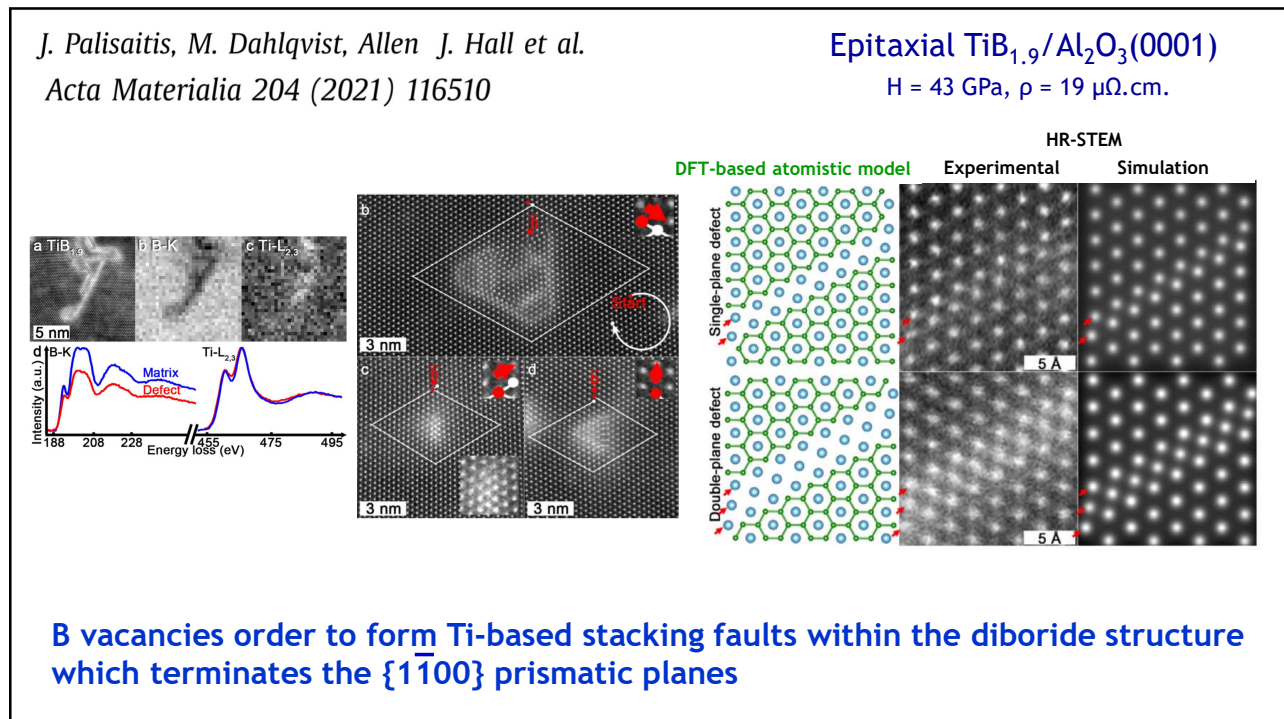 J. Palisaitis, M. Dahlqvist, Allen J. Hall et al.
Acta Materialia 204 (2021) 116510
Epitaxial TiB₁.₉/Al₂O₃(0001)
H = 43 GPa, ρ = 19 μΩ.cm.
HR-STEM
DFT-based atomistic model
Experimental
Simulation
a TiB₁.₉
b B-K
c Ti-L₂,₃
5 nm
d
B-K
Ti-L₂,₃
Matrix
Defect
Intensity (a.u.)
188 208 228 455 475 495
Energy loss (eV)
b
Start
3 nm
c
3 nm
d
3 nm
Single-plane defect
5 Å
Double-plane defect
5 Å
B vacancies order to form Ti-based stacking faults within the diboride structure
which terminates the {11̅00} prismatic planes